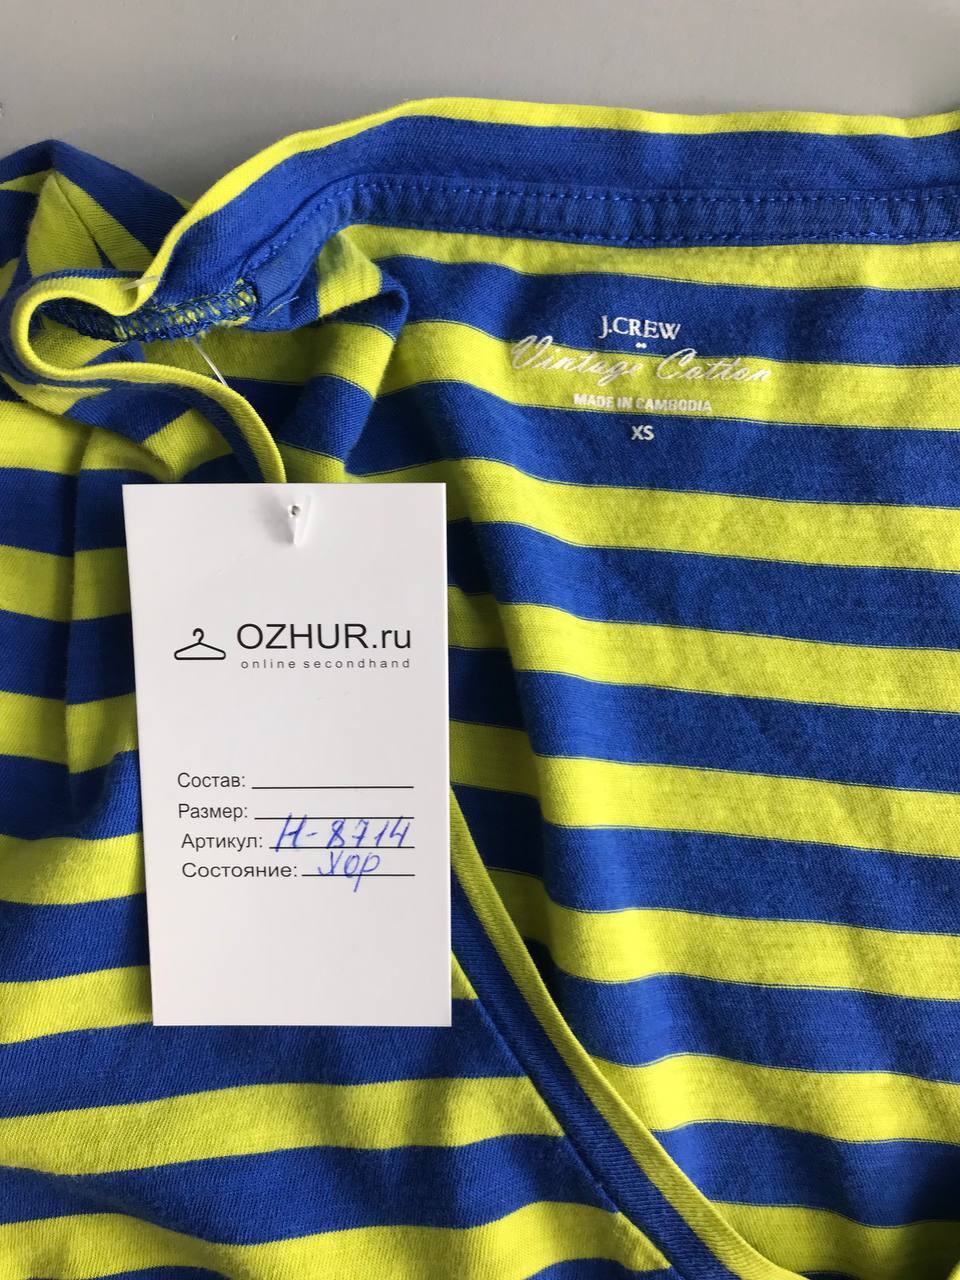 J.CREW
Vintage Cotton
MADE IN CAMBODIA
XS
OZHUR.ru
online secondhand
Состав:
Размер:
Артикул: Н-8714
Состояние: хор